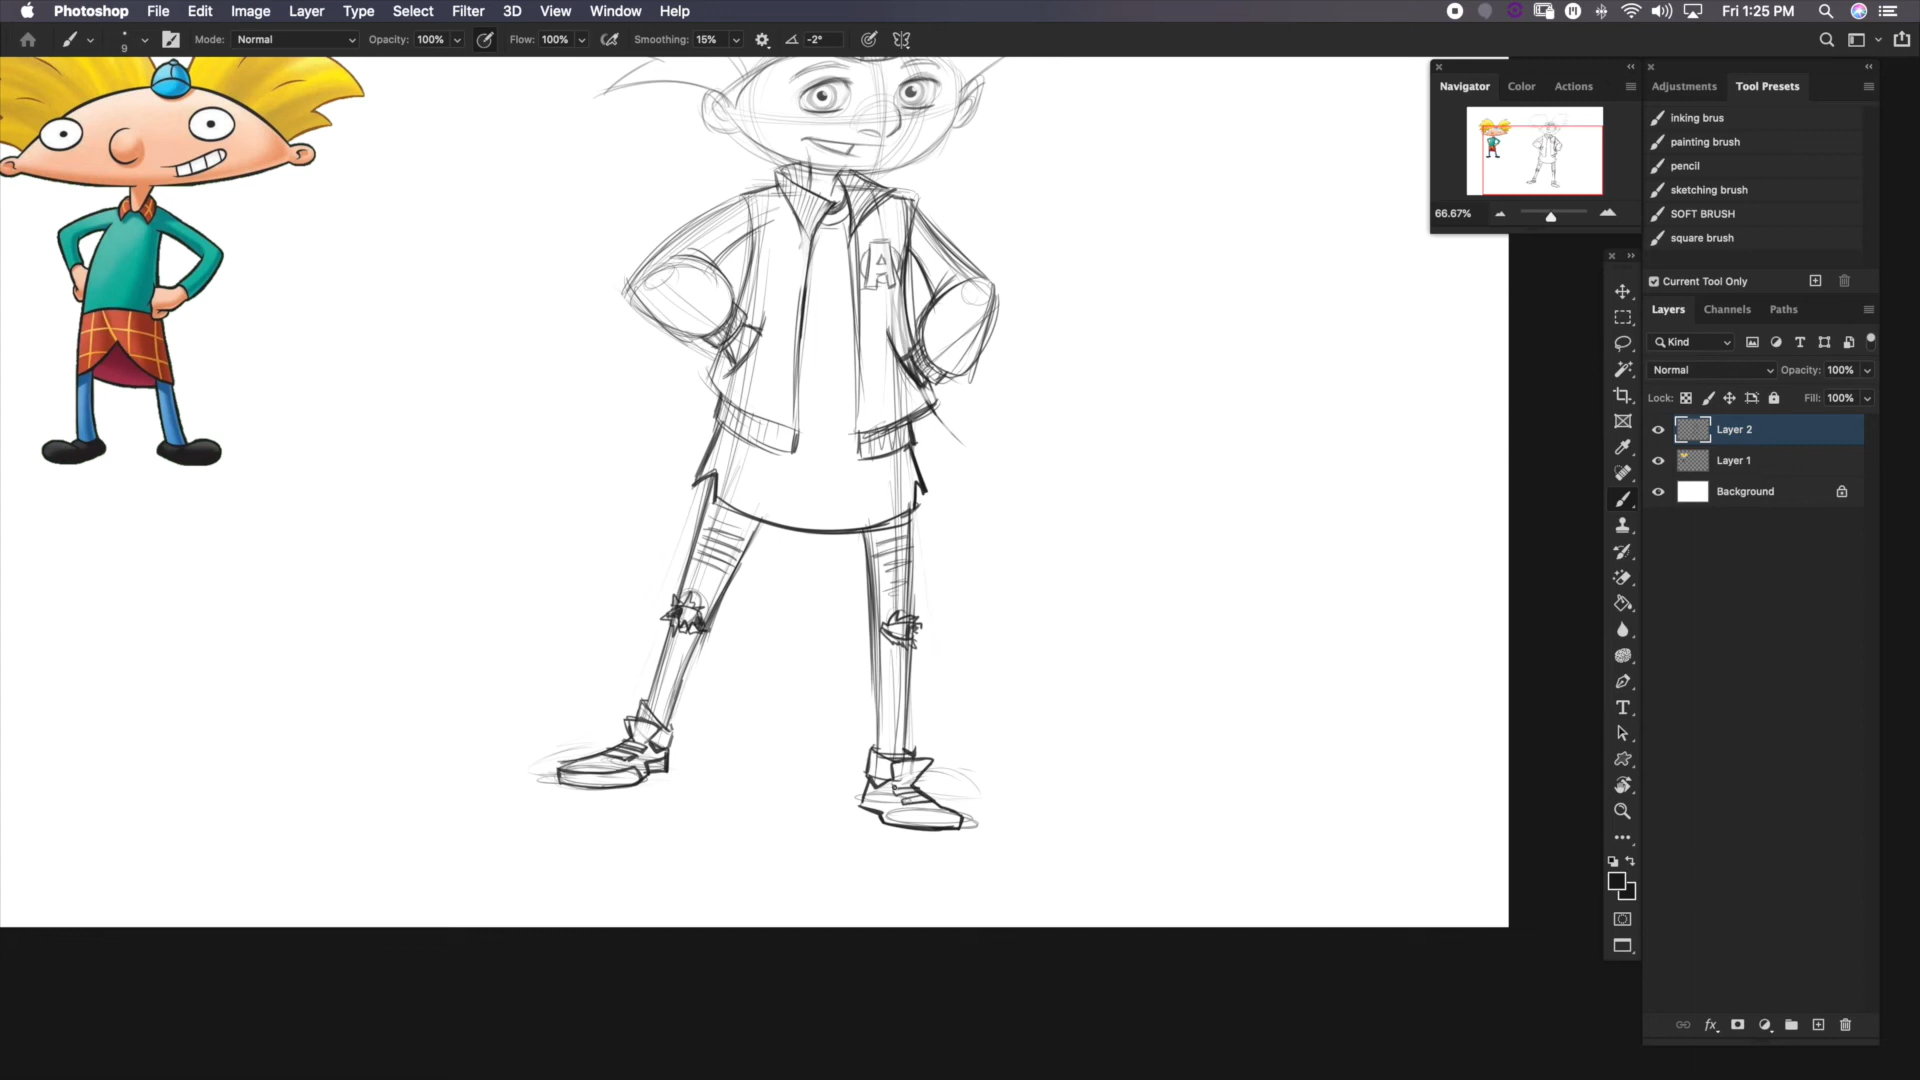 Photoshop File Edit Image Layer Type Select Filter 3D View Window Help Fri 1:25 PM
9 Mode: Normal Opacity: 100% Flow: 100% Smoothing: 15% -2°
Navigator Color Actions
66.67%
Adjustments Tool Presets
inking brus
painting brush
pencil
sketching brush
SOFT BRUSH
square brush
Current Tool Only
Layers Channels Paths
Kind
Normal Opacity: 100%
Lock: Fill: 100%
Layer 2
Layer 1
Background
fx
A